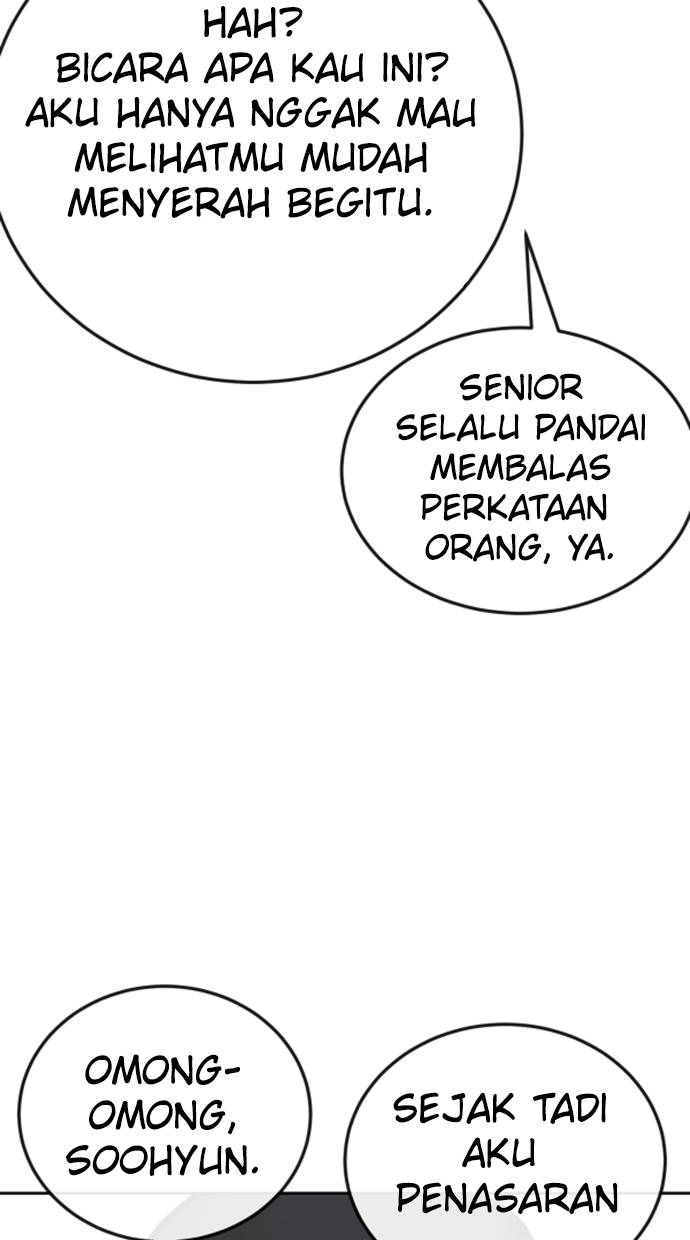 HAH?
BICARA APA KAU INI?
AKU HANYA NGGAK MAU
MELIHATMU MUDAH
MENYERAH BEGITU.
SENIOR
SELALU PANDAI
MEMBALAS
PERKATAAN
ORANG, YA.
OMONG-
OMONG,
SOOHYUN.
SEJAK TADI
AKU
PENASARAN